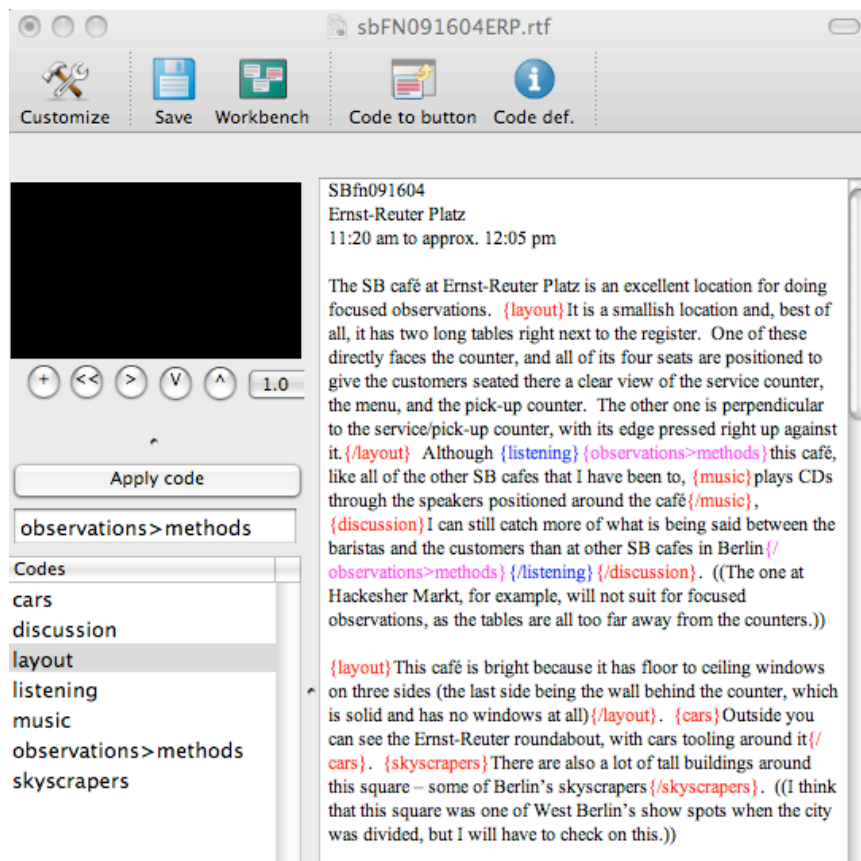 sbFN091604ERP.rtf
Customize
Save
Workbench
Code to button
Code def.
+
<<
>
V
^
1.0
Apply code
observations>methods
Codes
cars
discussion
layout
listening
music
observations>methods
skyscrapers
SBfn091604
Ernst-Reuter Platz
11:20 am to approx. 12:05 pm
The SB café at Ernst-Reuter Platz is an excellent location for doing
focused observations.  {layout}It is a smallish location and, best of
all, it has two long tables right next to the register.  One of these
directly faces the counter, and all of its four seats are positioned to
give the customers seated there a clear view of the service counter,
the menu, and the pick-up counter.  The other one is perpendicular
to the service/pick-up counter, with its edge pressed right up against
it.{/layout}  Although {listening}{observations>methods}this café,
like all of the other SB cafes that I have been to, {music}plays CDs
through the speakers positioned around the café{/music},
{discussion}I can still catch more of what is being said between the
baristas and the customers than at other SB cafes in Berlin{/
observations>methods}{/listening}{/discussion}.  ((The one at
Hackesher Markt, for example, will not suit for focused
observations, as the tables are all too far away from the counters.))
{layout}This café is bright because it has floor to ceiling windows
on three sides (the last side being the wall behind the counter, which
is solid and has no windows at all){/layout}.  {cars}Outside you
can see the Ernst-Reuter roundabout, with cars tooling around it{/
cars}.  {skyscrapers}There are also a lot of tall buildings around
this square – some of Berlin's skyscrapers{/skyscrapers}.  ((I think
that this square was one of West Berlin's show spots when the city
was divided, but I will have to check on this.))